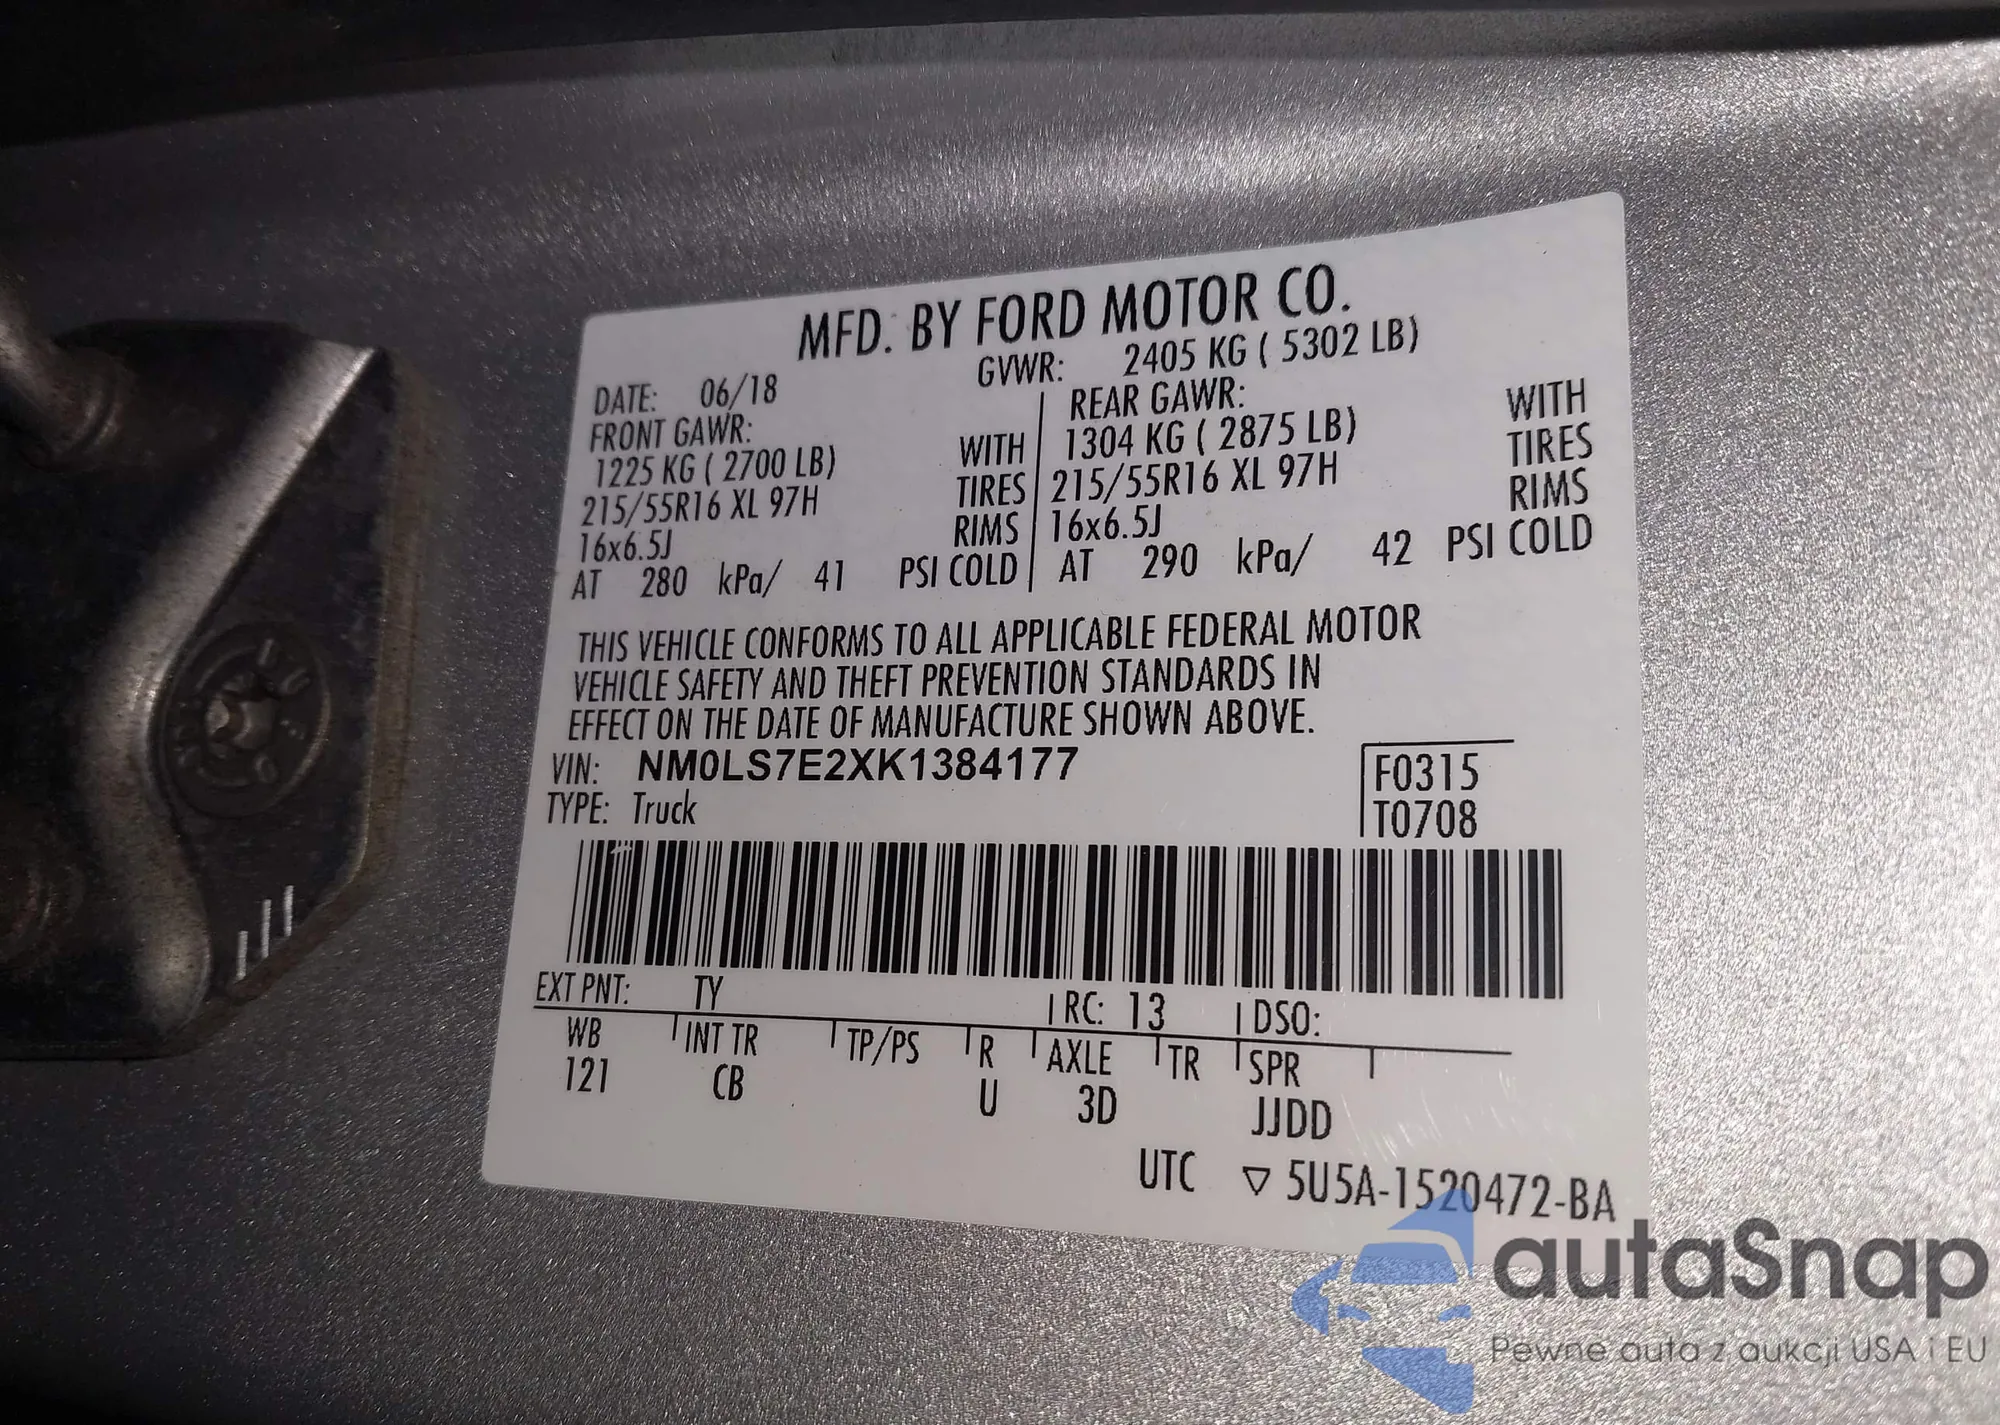 MFD. BY FORD MOTOR CO.
DATE: 06/18 GVWR: 2405 KG ( 5302 LB)
FRONT GAWR: REAR GAWR:
1225 KG ( 2700 LB) WITH 1304 KG ( 2875 LB) WITH
215/55R16 XL 97H TIRES 215/55R16 XL 97H TIRES
16x6.5J RIMS 16x6.5J RIMS
AT 280 kPa/ 41 PSI COLD AT 290 kPa/ 42 PSI COLD
THIS VEHICLE CONFORMS TO ALL APPLICABLE FEDERAL MOTOR
VEHICLE SAFETY AND THEFT PREVENTION STANDARDS IN
EFFECT ON THE DATE OF MANUFACTURE SHOWN ABOVE.
VIN: NM0LS7E2XK1384177 F0315
TYPE: Truck T0708
EXT PNT: TY RC: 13 DSO:
WB INT TR TP/PS R AXLE TR SPR
121 CB U 3D JJDD
UTC ▽ 5U5A-1520472-BA
autaSnap
Pewne auta z aukcji USA i EU